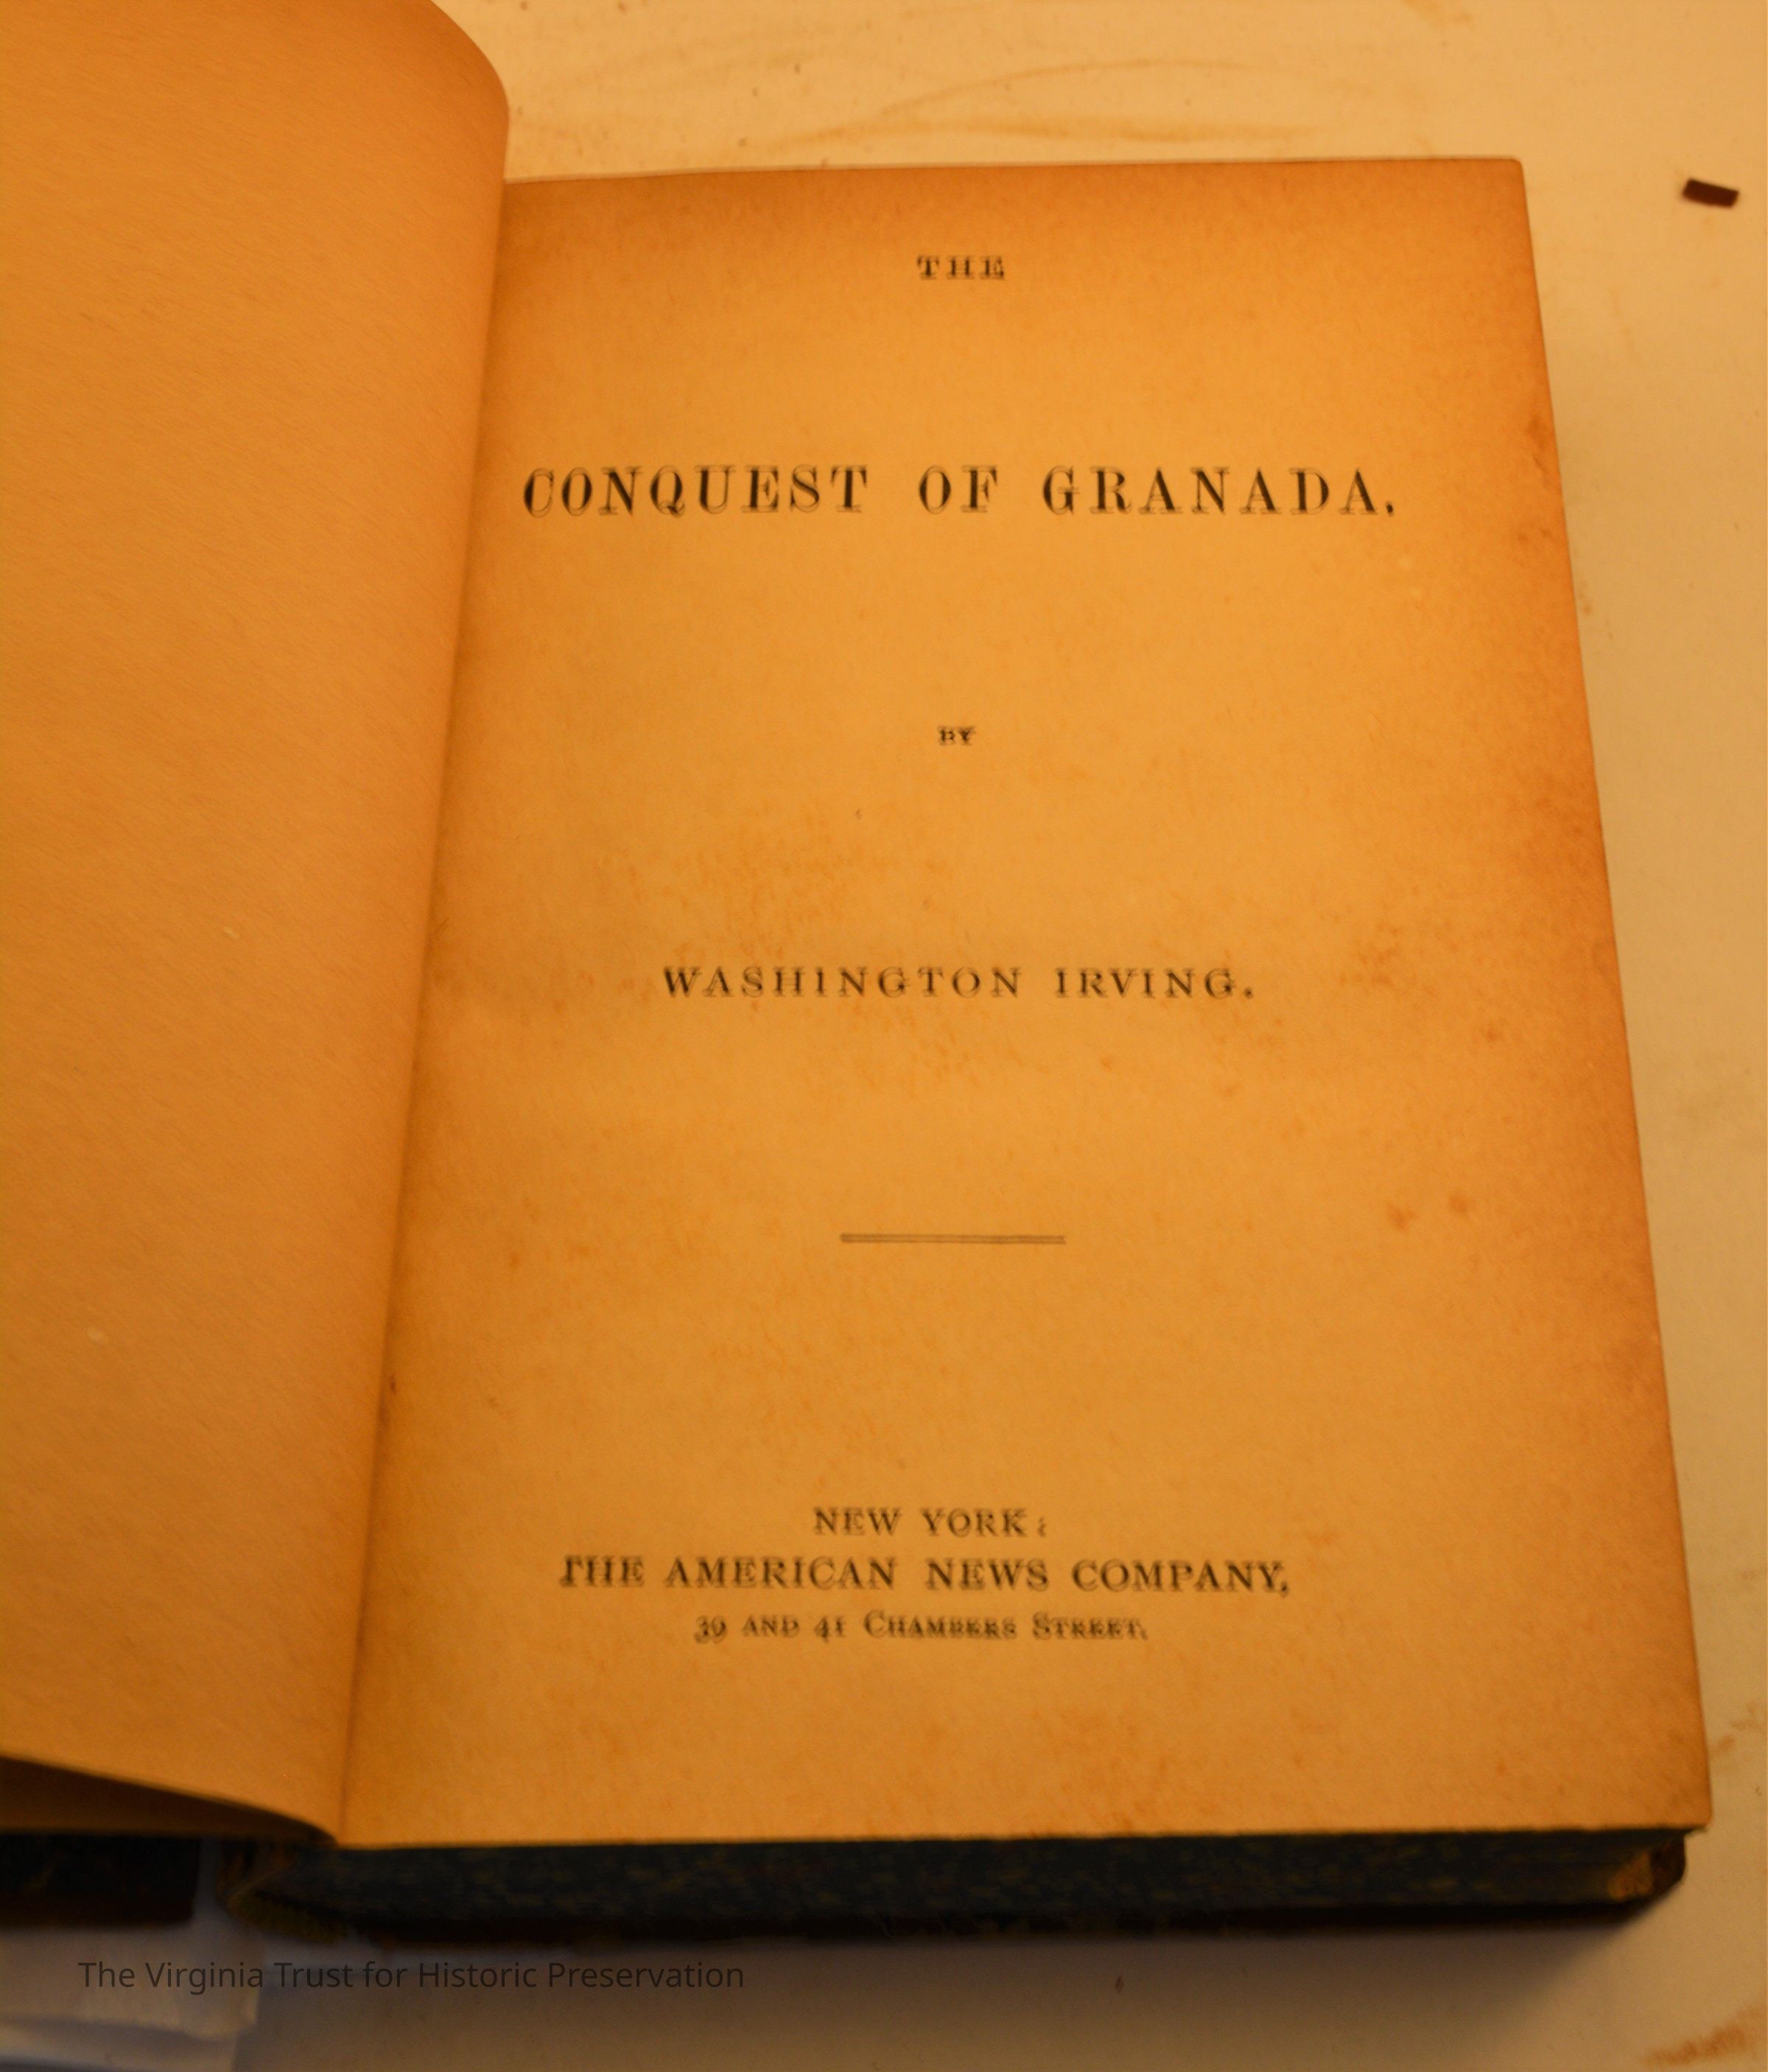 THE
CONQUEST OF GRANADA.
BY
WASHINGTON IRVING.
NEW YORK:
THE AMERICAN NEWS COMPANY,
39 AND 41 CHAMBERS STREET.
The Virginia Trust for Historic Preservation